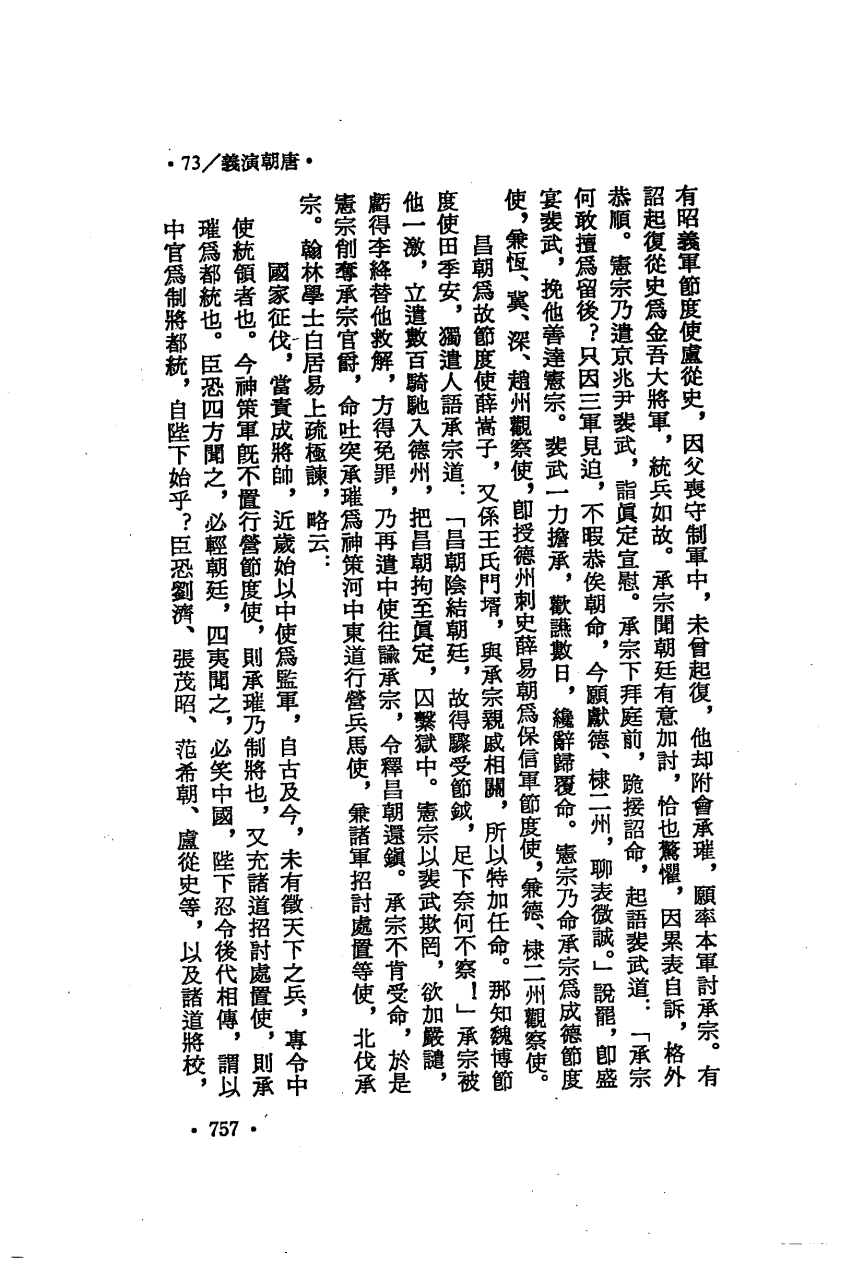 ·唐朝演義/73·
有昭義軍節度使盧從史，因父喪守制軍中，未曾起復，他却附會承璀，願率本軍討承宗。有
詔起復從史爲金吾大將軍，統兵如故。承宗聞朝廷有意加討，恰也驚懼，因累表自訴，格外
恭順。憲宗乃遣京兆尹裴武，詣眞定宣慰。承宗下拜庭前，跪接詔命，起語裴武道：「承宗
何敢擅爲留後？只因三軍見迫，不暇恭俟朝命，今願獻德、棣二州，聊表微誠。」說罷，卽盛
宴裴武，挽他善達憲宗。裴武一力擔承，歡讌數日，纔辭歸覆命。憲宗乃命承宗爲成德節度
使，兼恆、冀、深、趙州觀察使，卽授德州刺史薛易朝爲保信軍節度使，兼德、棣二州觀察使。
昌朝爲故節度使薛嵩子，又係王氏門壻，與承宗親戚相關，所以特加任命。那知魏博節
度使田季安，獨遣人語承宗道：「昌朝陰結朝廷，故得驟受節鉞，足下奈何不察！」承宗被
他一激，立遣數百騎馳入德州，把昌朝拘至眞定，囚繫獄中。憲宗以裴武欺罔，欲加嚴譴，
虧得李絳替他救解，方得免罪，乃再遣中使往諭承宗，令釋昌朝還鎭。承宗不肯受命，於是
憲宗削奪承宗官爵，命吐突承璀爲神策河中東道行營兵馬使，兼諸軍招討處置等使，北伐承
宗。翰林學士白居易上疏極諫，略云：
國家征伐，當責成將帥，近歲始以中使爲監軍，自古及今，未有徵天下之兵，專令中
使統領者也。今神策軍旣不置行營節度使，則承璀乃制將也，又充諸道招討處置使，則承
璀爲都統也。臣恐四方聞之，必輕朝廷，四夷聞之，必笑中國，陛下忍令後代相傳，謂以
中官爲制將都統，自陛下始乎？臣恐劉濟、張茂昭、范希朝、盧從史等，以及諸道將校，
·757·